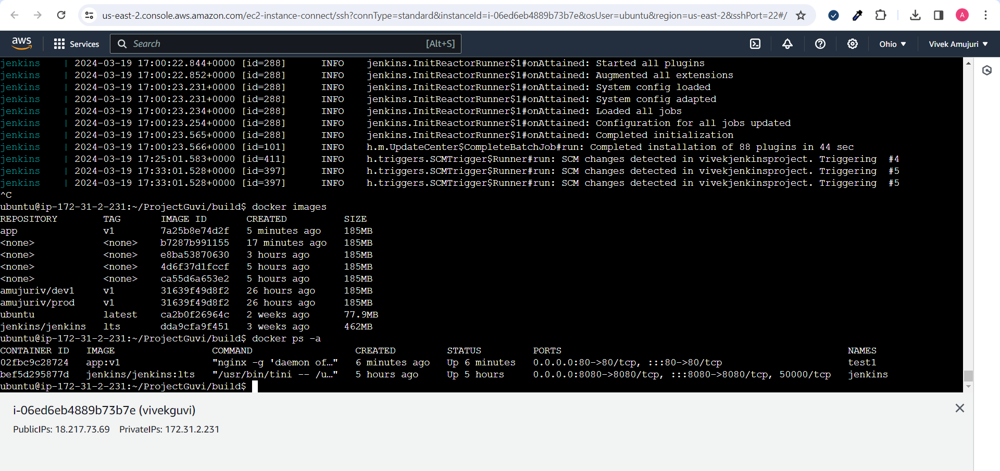 us-east-2.console.aws.amazon.com/ec2-instance-connect/ssh?connType=standard&instanceId=i-06ed6eb4889b73b7e&osUser=ubuntu&region=us-east-2&sshPort=22#/
A
aws Services Search [Alt+S] Ohio Vivek Amujuri
jenkins | 2024-03-19 17:00:22.844+0000 [id=288] INFO jenkins.InitReactorRunner$1#onAttained: Started all plugins
jenkins | 2024-03-19 17:00:22.852+0000 [id=288] INFO jenkins.InitReactorRunner$1#onAttained: Augmented all extensions
jenkins | 2024-03-19 17:00:23.231+0000 [id=288] INFO jenkins.InitReactorRunner$1#onAttained: System config loaded
jenkins | 2024-03-19 17:00:23.231+0000 [id=288] INFO jenkins.InitReactorRunner$1#onAttained: System config adapted
jenkins | 2024-03-19 17:00:23.234+0000 [id=288] INFO jenkins.InitReactorRunner$1#onAttained: Loaded all jobs
jenkins | 2024-03-19 17:00:23.254+0000 [id=288] INFO jenkins.InitReactorRunner$1#onAttained: Configuration for all jobs updated
jenkins | 2024-03-19 17:00:23.565+0000 [id=288] INFO jenkins.InitReactorRunner$1#onAttained: Completed initialization
jenkins | 2024-03-19 17:00:23.566+0000 [id=101] INFO h.m.UpdateCenter$CompleteBatchJob#run: Completed installation of 88 plugins in 44 sec
jenkins | 2024-03-19 17:25:01.583+0000 [id=411] INFO h.triggers.SCMTrigger$Runner#run: SCM changes detected in vivekjenkinsproject. Triggering #4
jenkins | 2024-03-19 17:33:01.528+0000 [id=397] INFO h.triggers.SCMTrigger$Runner#run: SCM changes detected in vivekjenkinsproject. Triggering #5
jenkins | 2024-03-19 17:33:01.528+0000 [id=397] INFO h.triggers.SCMTrigger$Runner#run: SCM changes detected in vivekjenkinsproject. Triggering #5
^C
ubuntu@ip-172-31-2-231:~/ProjectGuvi/build$ docker images
REPOSITORY TAG IMAGE ID CREATED SIZE
app v1 7a25b8e74d2f 5 minutes ago 185MB
<none> <none> b7287b991155 17 minutes ago 185MB
<none> <none> e8ba53870630 3 hours ago 185MB
<none> <none> 4d6f37d1fccf 5 hours ago 185MB
<none> <none> ca55d6a653e2 5 hours ago 185MB
amujuriv/dev1 v1 31639f49d8f2 26 hours ago 185MB
amujuriv/prod v1 31639f49d8f2 26 hours ago 185MB
ubuntu latest ca2b0f26964c 2 weeks ago 77.9MB
jenkins/jenkins lts dda9cfa9f451 3 weeks ago 462MB
ubuntu@ip-172-31-2-231:~/ProjectGuvi/build$ docker ps -a
CONTAINER ID IMAGE COMMAND CREATED STATUS PORTS NAMES
02fbc9c28724 app:v1 "nginx -g 'daemon of…" 6 minutes ago Up 6 minutes 0.0.0.0:80->80/tcp, :::80->80/tcp test1
bef5d295877d jenkins/jenkins:lts "/usr/bin/tini -- /u…" 5 hours ago Up 5 hours 0.0.0.0:8080->8080/tcp, :::8080->8080/tcp, 50000/tcp jenkins
ubuntu@ip-172-31-2-231:~/ProjectGuvi/build$
i-06ed6eb4889b73b7e (vivekguvi)
PublicIPs: 18.217.73.69 PrivateIPs: 172.31.2.231